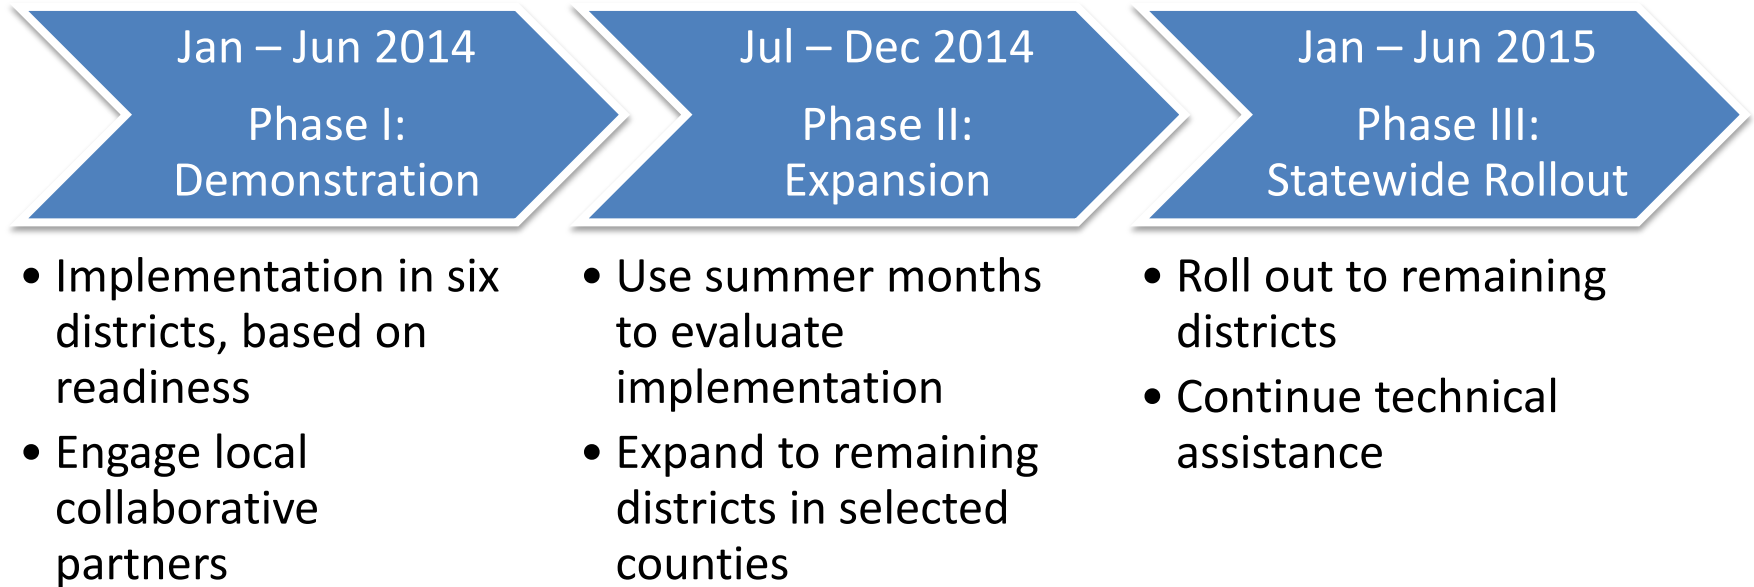 Jan – Jun 2014
Phase I:
Demonstration
• Implementation in six
districts, based on
readiness
• Engage local
collaborative
partners
Jul – Dec 2014
Phase II:
Expansion
• Use summer months
to evaluate
implementation
• Expand to remaining
districts in selected
counties
Jan – Jun 2015
Phase III:
Statewide Rollout
• Roll out to remaining
districts
• Continue technical
assistance